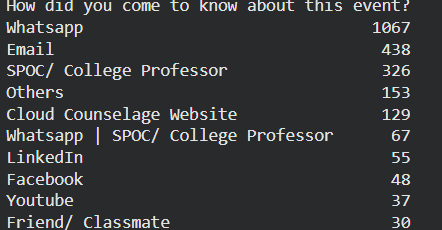 How did you come to know about this event?
Whatsapp 1067
Email 438
SPOC/ College Professor 326
Others 153
Cloud Counselage Website 129
Whatsapp | SPOC/ College Professor 67
LinkedIn 55
Facebook 48
Youtube 37
Friend/ Classmate 30